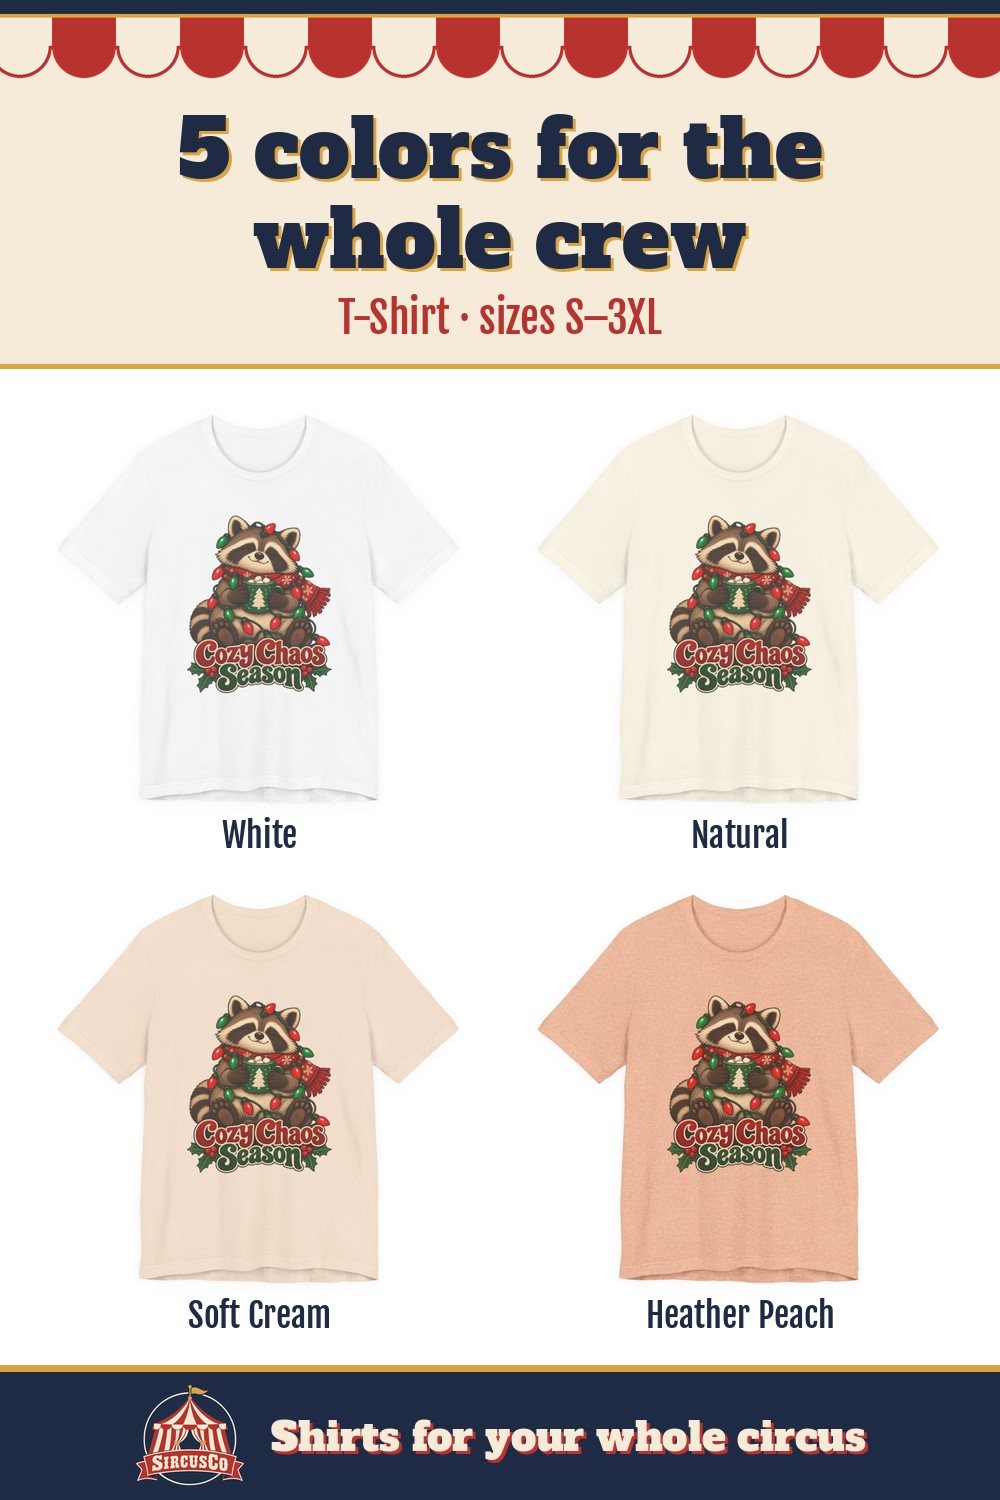 5 colors for the
whole crew
T-Shirt · sizes S–3XL
Cozy Chaos
Season
Cozy Chaos
Season
White
Natural
Cozy Chaos
Season
Cozy Chaos
Season
Soft Cream
Heather Peach
SircusCo
Shirts for your whole circus